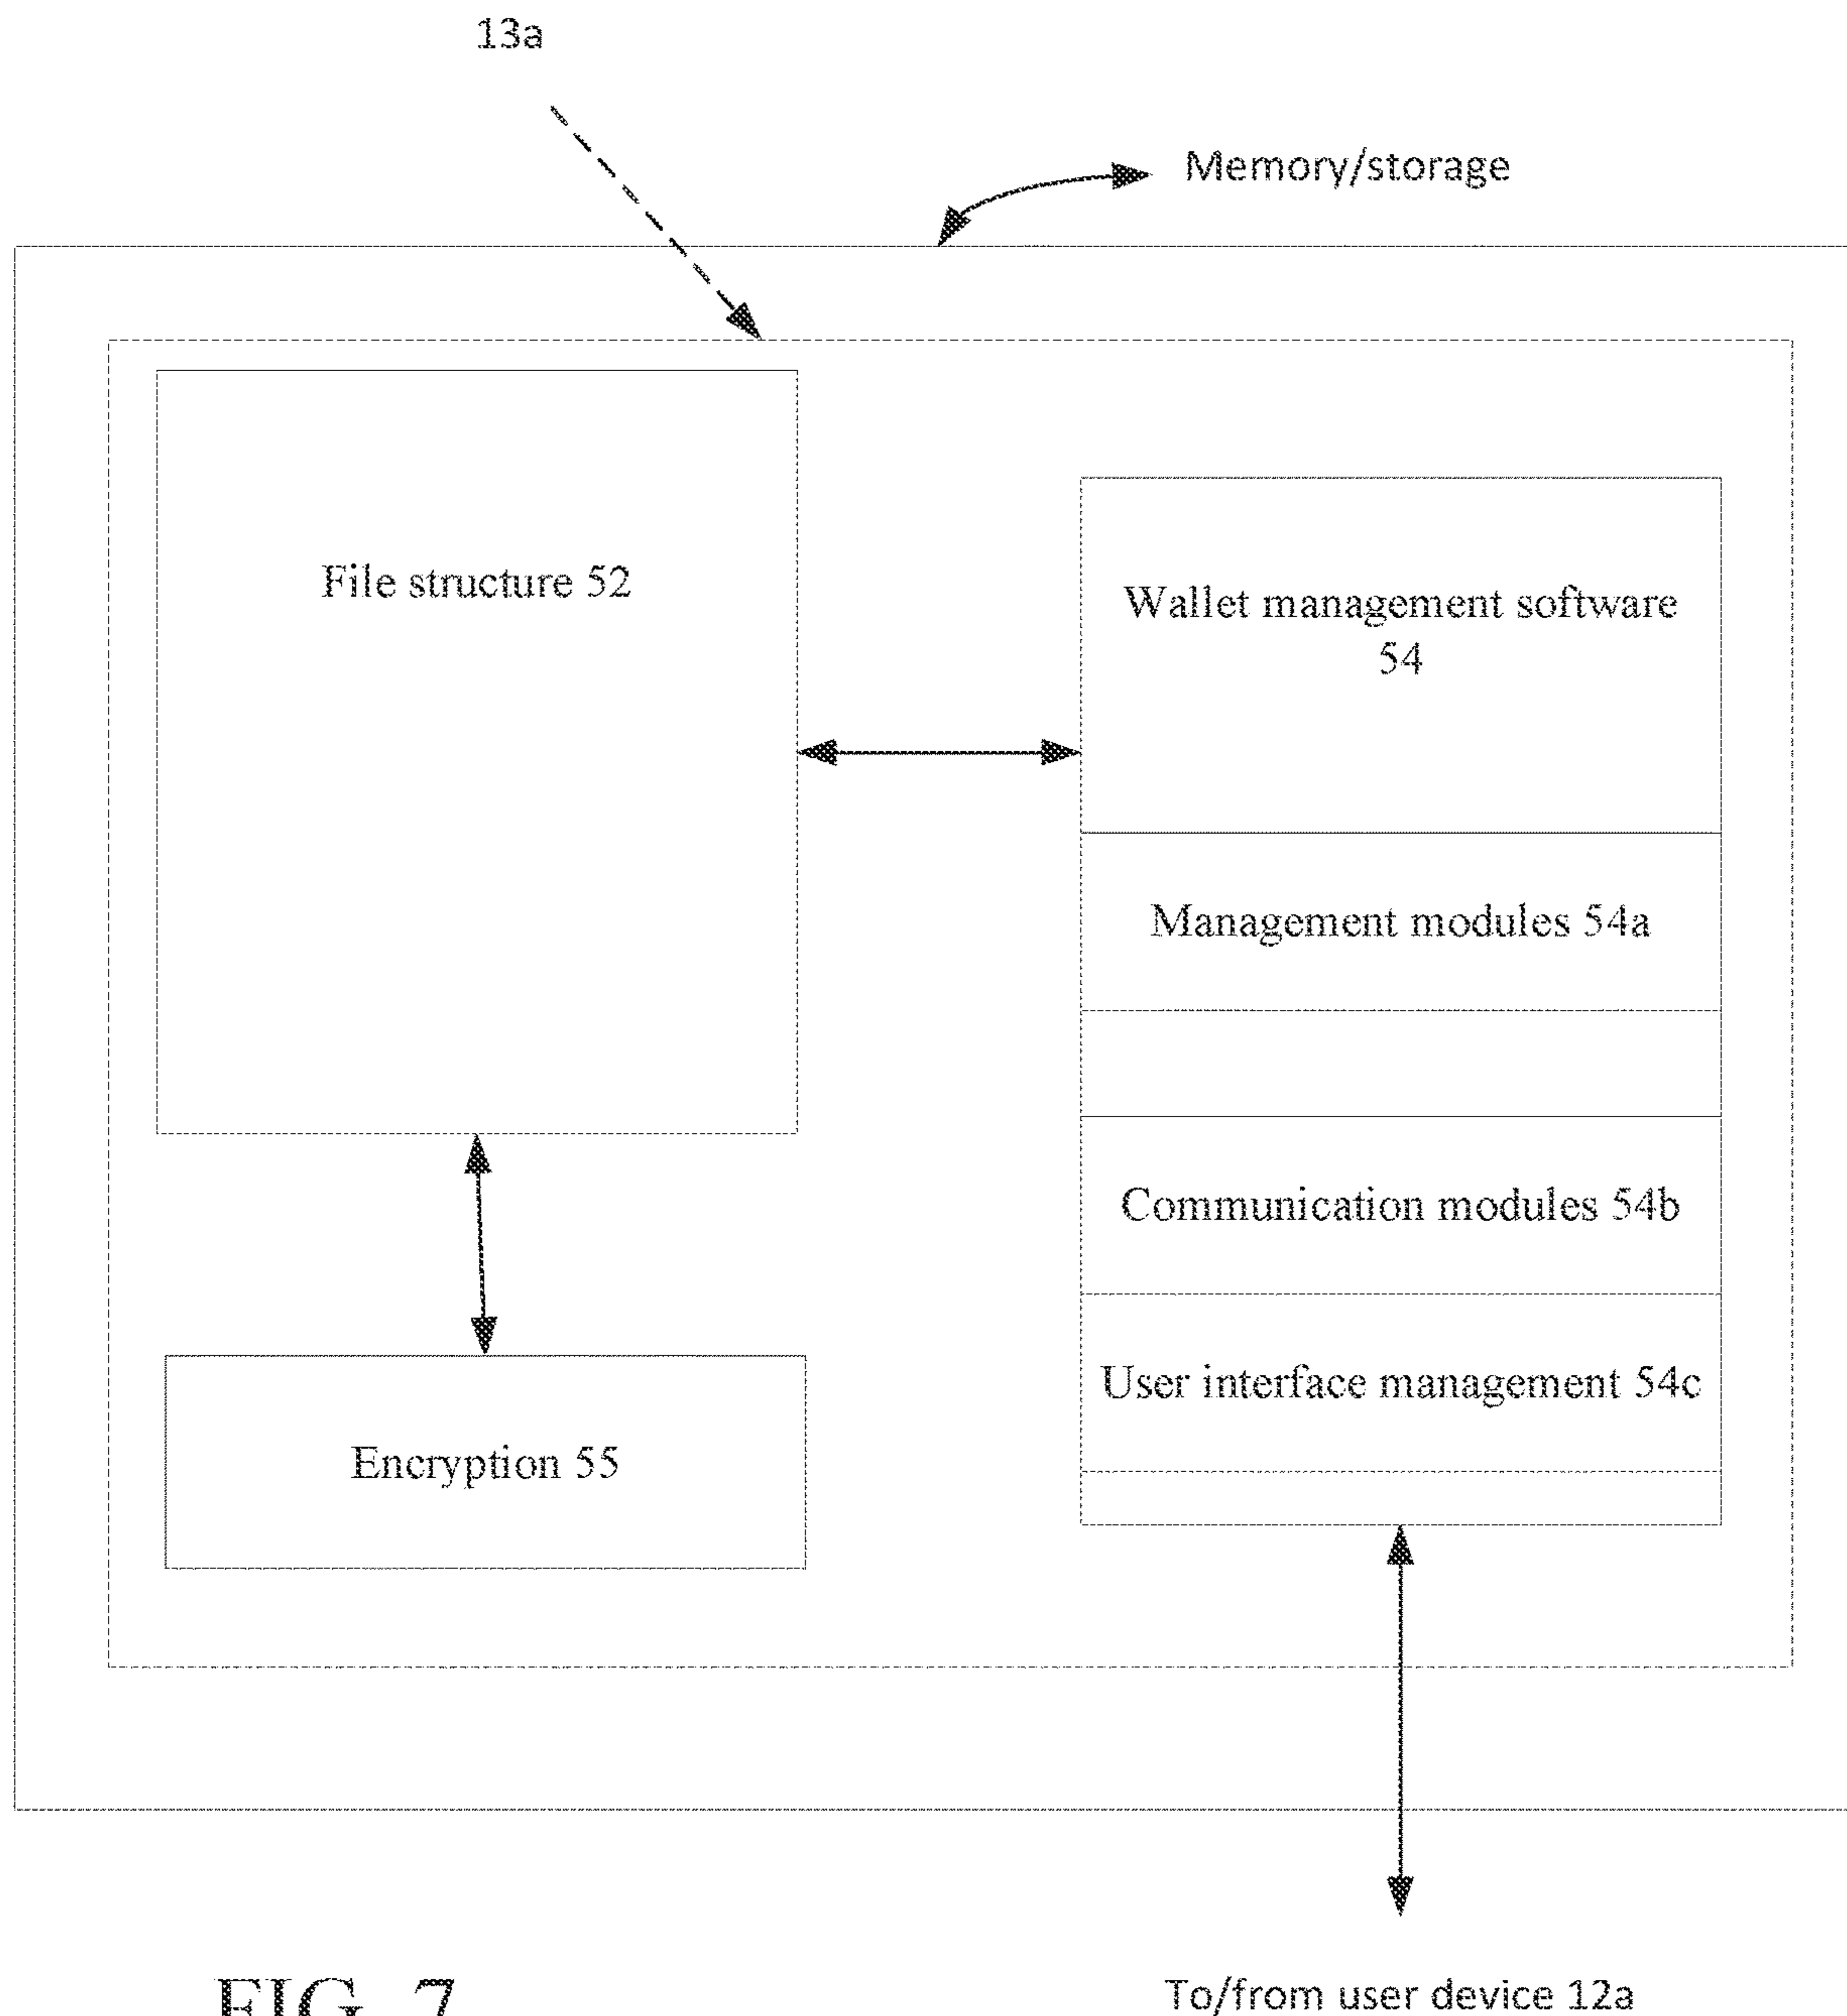 13a
Memory/storage
File structure 52
Wallet management software
54
Management modules 54a
Communication modules 54b
User interface management 54c
Encryption 55
To/from user device 12a
FIG. 7